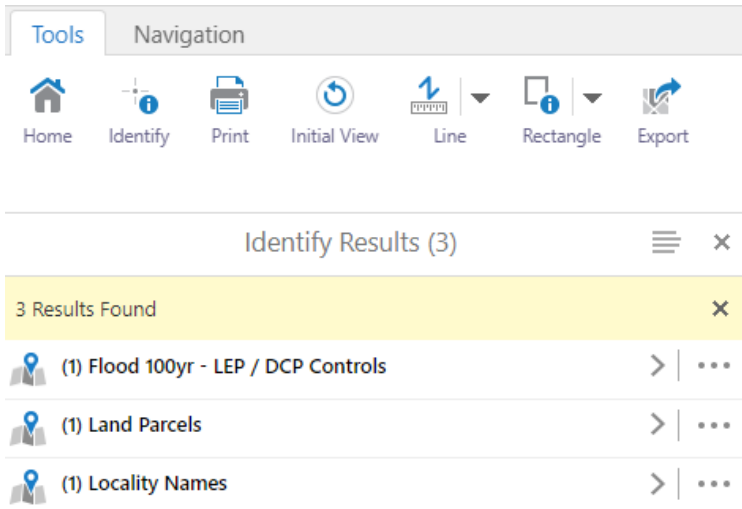 Tools Navigation
Home Identify Print Initial View Line Rectangle Export
Identify Results (3)
3 Results Found
(1) Flood 100yr - LEP / DCP Controls
(1) Land Parcels
(1) Locality Names